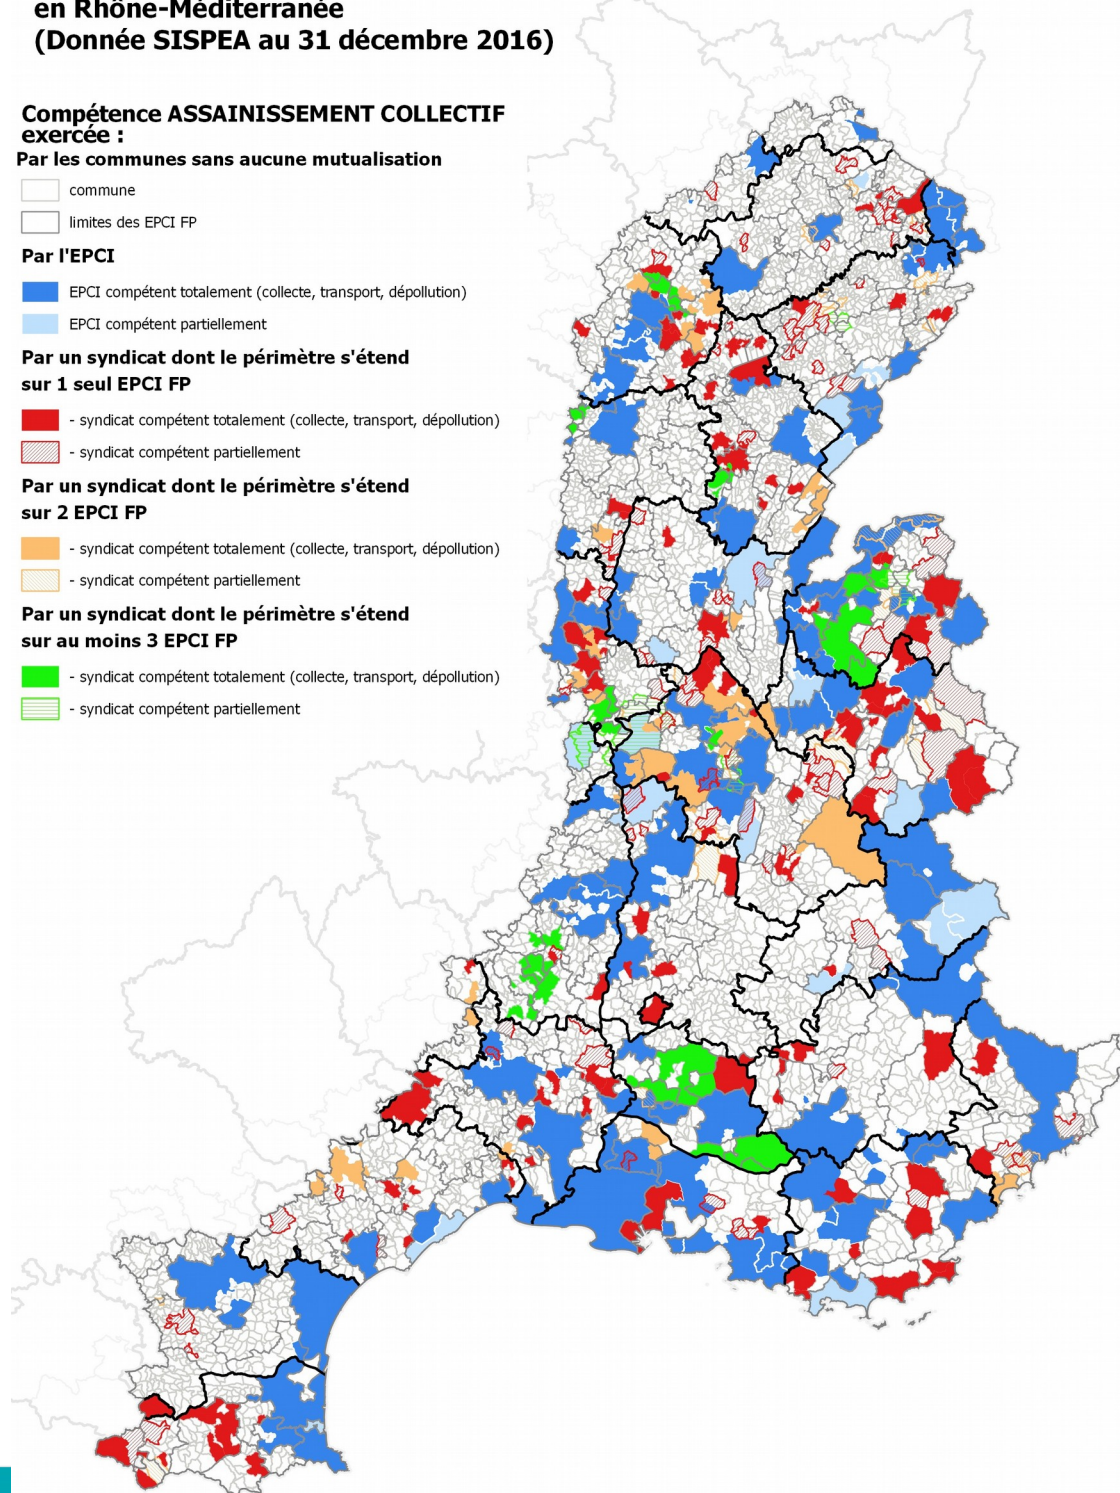 en Rhône-Méditerranée
(Donnée SISPEA au 31 décembre 2016)
Compétence ASSAINISSEMENT COLLECTIF
exercée :
Par les communes sans aucune mutualisation
commune
limites des EPCI FP
Par l'EPCI
EPCI compétent totalement (collecte, transport, dépollution)
EPCI compétent partiellement
Par un syndicat dont le périmètre s'étend
sur 1 seul EPCI FP
- syndicat compétent totalement (collecte, transport, dépollution)
- syndicat compétent partiellement
Par un syndicat dont le périmètre s'étend
sur 2 EPCI FP
- syndicat compétent totalement (collecte, transport, dépollution)
- syndicat compétent partiellement
Par un syndicat dont le périmètre s'étend
sur au moins 3 EPCI FP
- syndicat compétent totalement (collecte, transport, dépollution)
- syndicat compétent partiellement